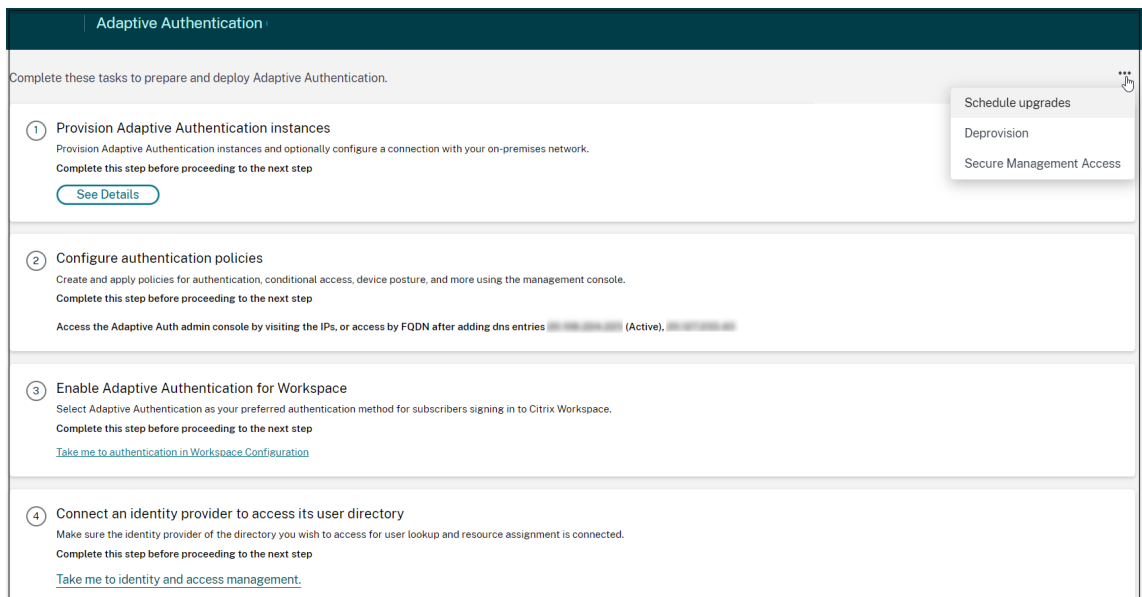 Adaptive Authentication
Complete these tasks to prepare and deploy Adaptive Authentication.
Schedule upgrades
Deprovision
Secure Management Access
1 Provision Adaptive Authentication instances
Provision Adaptive Authentication instances and optionally configure a connection with your on-premises network.
Complete this step before proceeding to the next step
See Details
2 Configure authentication policies
Create and apply policies for authentication, conditional access, device posture, and more using the management console.
Complete this step before proceeding to the next step
Access the Adaptive Auth admin console by visiting the IPs, or access by FQDN after adding dns entries (Active),
3 Enable Adaptive Authentication for Workspace
Select Adaptive Authentication as your preferred authentication method for subscribers signing in to Citrix Workspace.
Complete this step before proceeding to the next step
Take me to authentication in Workspace Configuration
4 Connect an identity provider to access its user directory
Make sure the identity provider of the directory you wish to access for user lookup and resource assignment is connected.
Complete this step before proceeding to the next step
Take me to identity and access management.